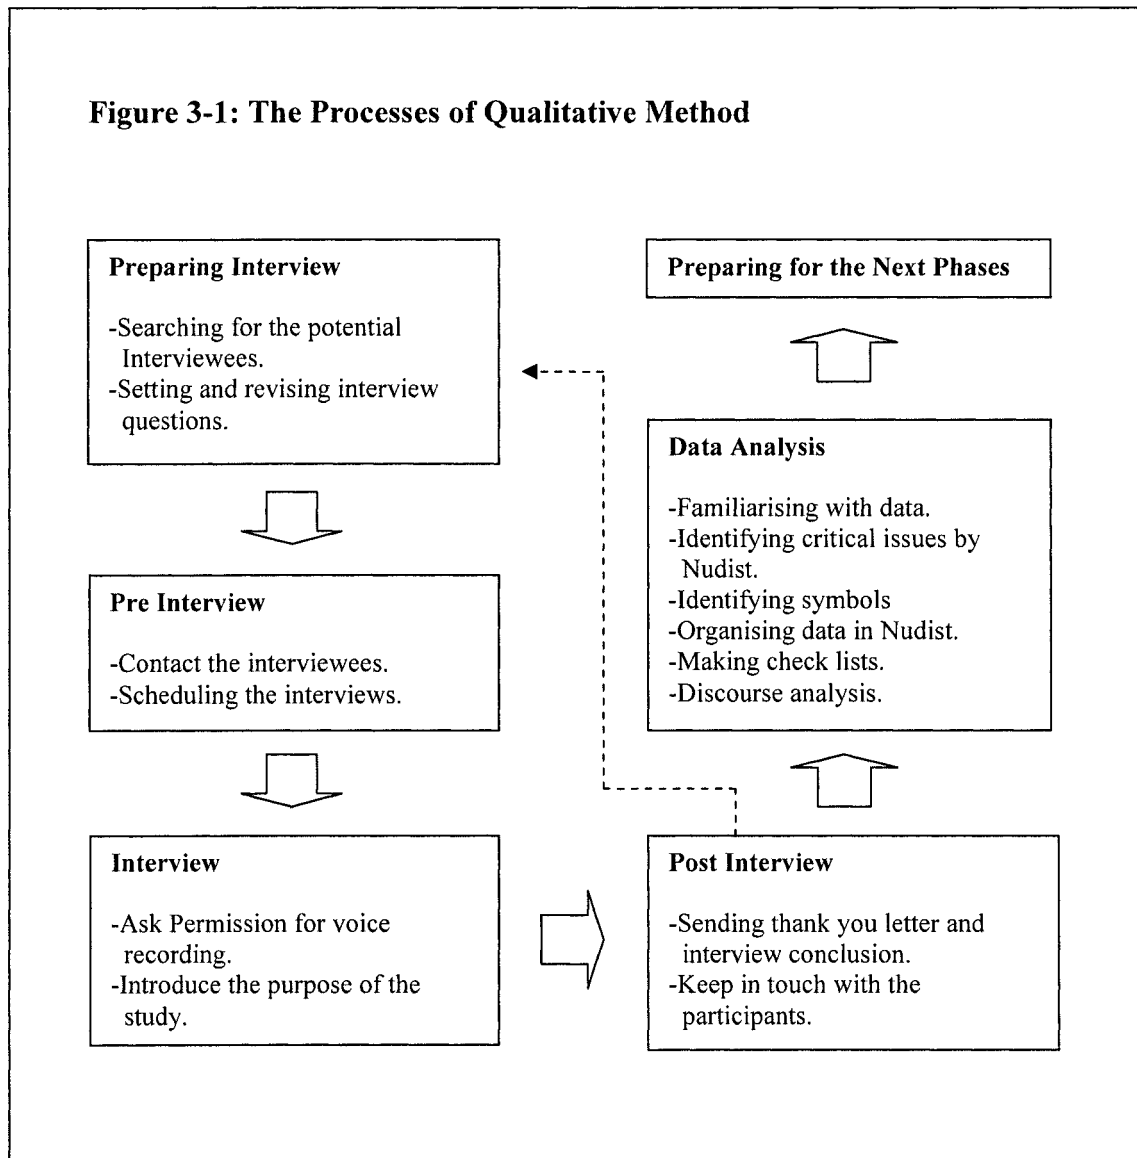 Figure 3-1: The Processes of Qualitative Method
Preparing Interview
-Searching for the potential
Interviewees.
-Setting and revising interview
questions.
Pre Interview
-Contact the interviewees.
-Scheduling the interviews.
Interview
-Ask Permission for voice
recording.
-Introduce the purpose of the
study.
Post Interview
-Sending thank you letter and
interview conclusion.
-Keep in touch with the
participants.
Data Analysis
-Familiarising with data.
-Identifying critical issues by
Nudist.
-Identifying symbols
-Organising data in Nudist.
-Making check lists.
-Discourse analysis.
Preparing for the Next Phases